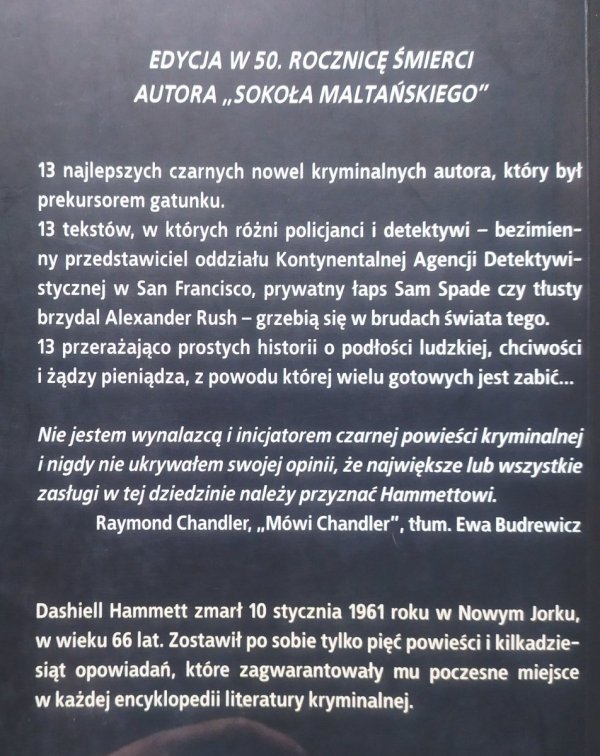 EDYCJA W 50. ROCZNICĘ ŚMIERCI
AUTORA „SOKOŁA MALTAŃSKIEGO”
13 najlepszych czarnych nowel kryminalnych autora, który był
prekursorem gatunku.
13 tekstów, w których różni policjanci i detektywi – bezimien-
ny przedstawiciel oddziału Kontynentalnej Agencji Detektywi-
stycznej w San Francisco, prywatny łaps Sam Spade czy tłusty
brzydal Alexander Rush – grzebią się w brudach świata tego.
13 przerażająco prostych historii o podłości ludzkiej, chciwości
i żądzy pieniądza, z powodu której wielu gotowych jest zabić...
Nie jestem wynalazcą i inicjatorem czarnej powieści kryminalnej
i nigdy nie ukrywałem swojej opinii, że największe lub wszystkie
zasługi w tej dziedzinie należy przyznać Hammettowi.
Raymond Chandler, „Mówi Chandler”, tłum. Ewa Budrewicz
Dashiell Hammett zmarł 10 stycznia 1961 roku w Nowym Jorku,
w wieku 66 lat. Zostawił po sobie tylko pięć powieści i kilkadzie-
siąt opowiadań, które zagwarantowały mu poczesne miejsce
w każdej encyklopedii literatury kryminalnej.